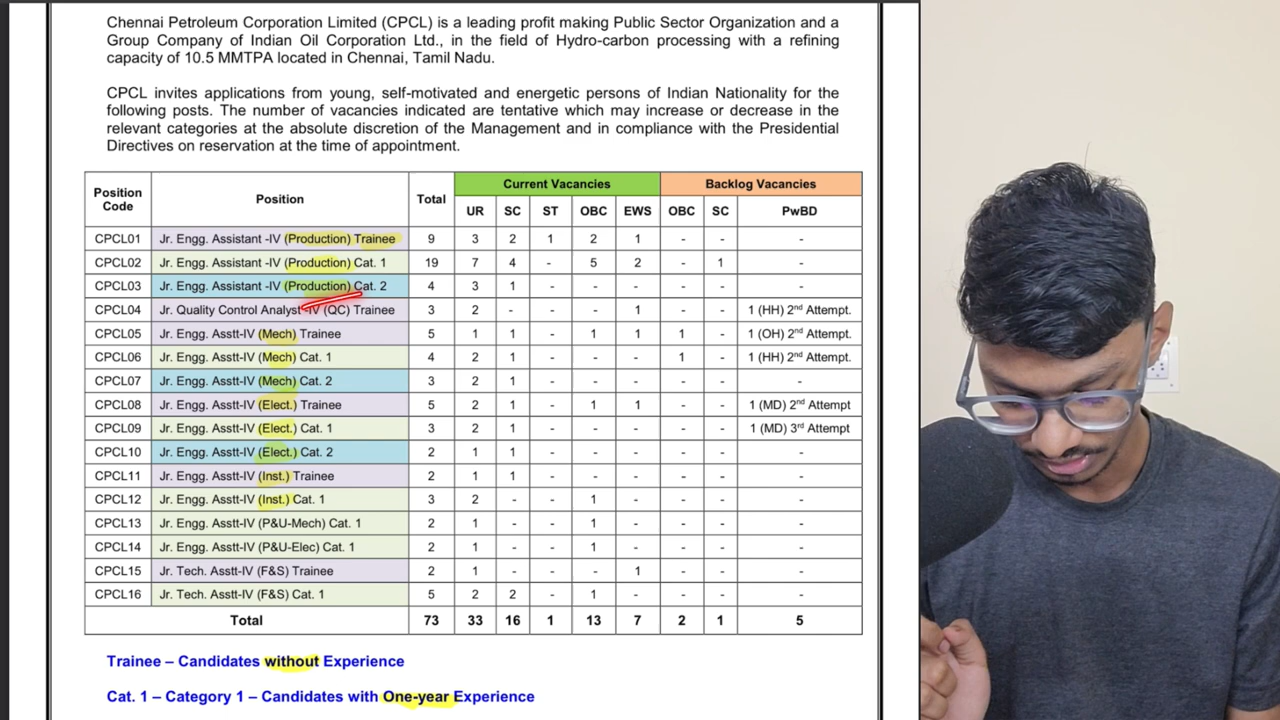 Chennai Petroleum Corporation Limited (CPCL) is a leading profit making Public Sector Organization and a
Group Company of Indian Oil Corporation Ltd., in the field of Hydro-carbon processing with a refining
capacity of 10.5 MMTPA located in Chennai, Tamil Nadu.
CPCL invites applications from young, self-motivated and energetic persons of Indian Nationality for the
following posts. The number of vacancies indicated are tentative which may increase or decrease in the
relevant categories at the absolute discretion of the Management and in compliance with the Presidential
Directives on reservation at the time of appointment.
Position Code Position Total Current Vacancies Backlog Vacancies
UR SC ST OBC EWS OBC SC PwBD
CPCL01 Jr. Engg. Assistant -IV (Production) Trainee 9 3 2 1 2 1 - - -
CPCL02 Jr. Engg. Assistant -IV (Production) Cat. 1 19 7 4 - 5 2 - 1 -
CPCL03 Jr. Engg. Assistant -IV (Production) Cat. 2 4 3 1 - - - - - -
CPCL04 Jr. Quality Control Analyst -IV (QC) Trainee 3 2 - - - 1 - - 1 (HH) 2nd Attempt.
CPCL05 Jr. Engg. Asstt-IV (Mech) Trainee 5 1 1 - 1 1 1 - 1 (OH) 2nd Attempt.
CPCL06 Jr. Engg. Asstt-IV (Mech) Cat. 1 4 2 1 - - - 1 - 1 (HH) 2nd Attempt.
CPCL07 Jr. Engg. Asstt-IV (Mech) Cat. 2 3 2 1 - - - - - -
CPCL08 Jr. Engg. Asstt-IV (Elect.) Trainee 5 2 1 - 1 1 - - 1 (MD) 2nd Attempt
CPCL09 Jr. Engg. Asstt-IV (Elect.) Cat. 1 3 2 1 - - - - - 1 (MD) 3rd Attempt
CPCL10 Jr. Engg. Asstt-IV (Elect.) Cat. 2 2 1 1 - - - - - -
CPCL11 Jr. Engg. Asstt-IV (Inst.) Trainee 2 1 1 - - - - - -
CPCL12 Jr. Engg. Asstt-IV (Inst.) Cat. 1 3 2 - - 1 - - - -
CPCL13 Jr. Engg. Asstt-IV (P&U-Mech) Cat. 1 2 1 - - 1 - - - -
CPCL14 Jr. Engg. Asstt-IV (P&U-Elec) Cat. 1 2 1 - - 1 - - - -
CPCL15 Jr. Tech. Asstt-IV (F&S) Trainee 2 1 - - - 1 - - -
CPCL16 Jr. Tech. Asstt-IV (F&S) Cat. 1 5 2 2 - 1 - - - -
Total 73 33 16 1 13 7 2 1 5
Trainee – Candidates without Experience
Cat. 1 – Category 1 – Candidates with One-year Experience